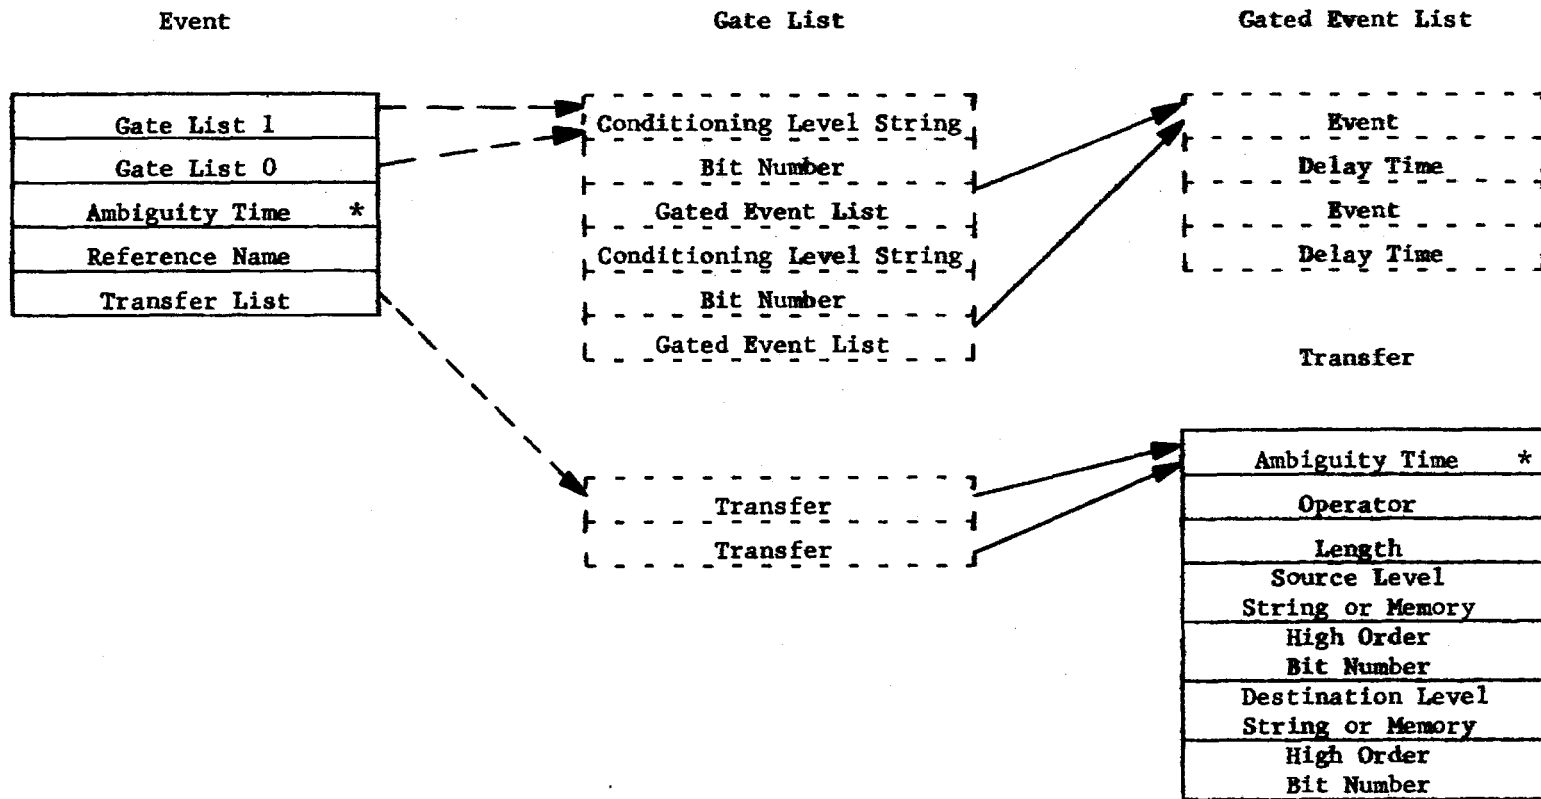 Event
Gate List 1
Gate List 0
Ambiguity Time *
Reference Name
Transfer List
Gate List
Conditioning Level String
Bit Number
Gated Event List
Conditioning Level String
Bit Number
Gated Event List
Transfer
Transfer
Gated Event List
Event
Delay Time
Event
Delay Time
Transfer
Ambiguity Time *
Operator
Length
Source Level
String or Memory
High Order
Bit Number
Destination Level
String or Memory
High Order
Bit Number